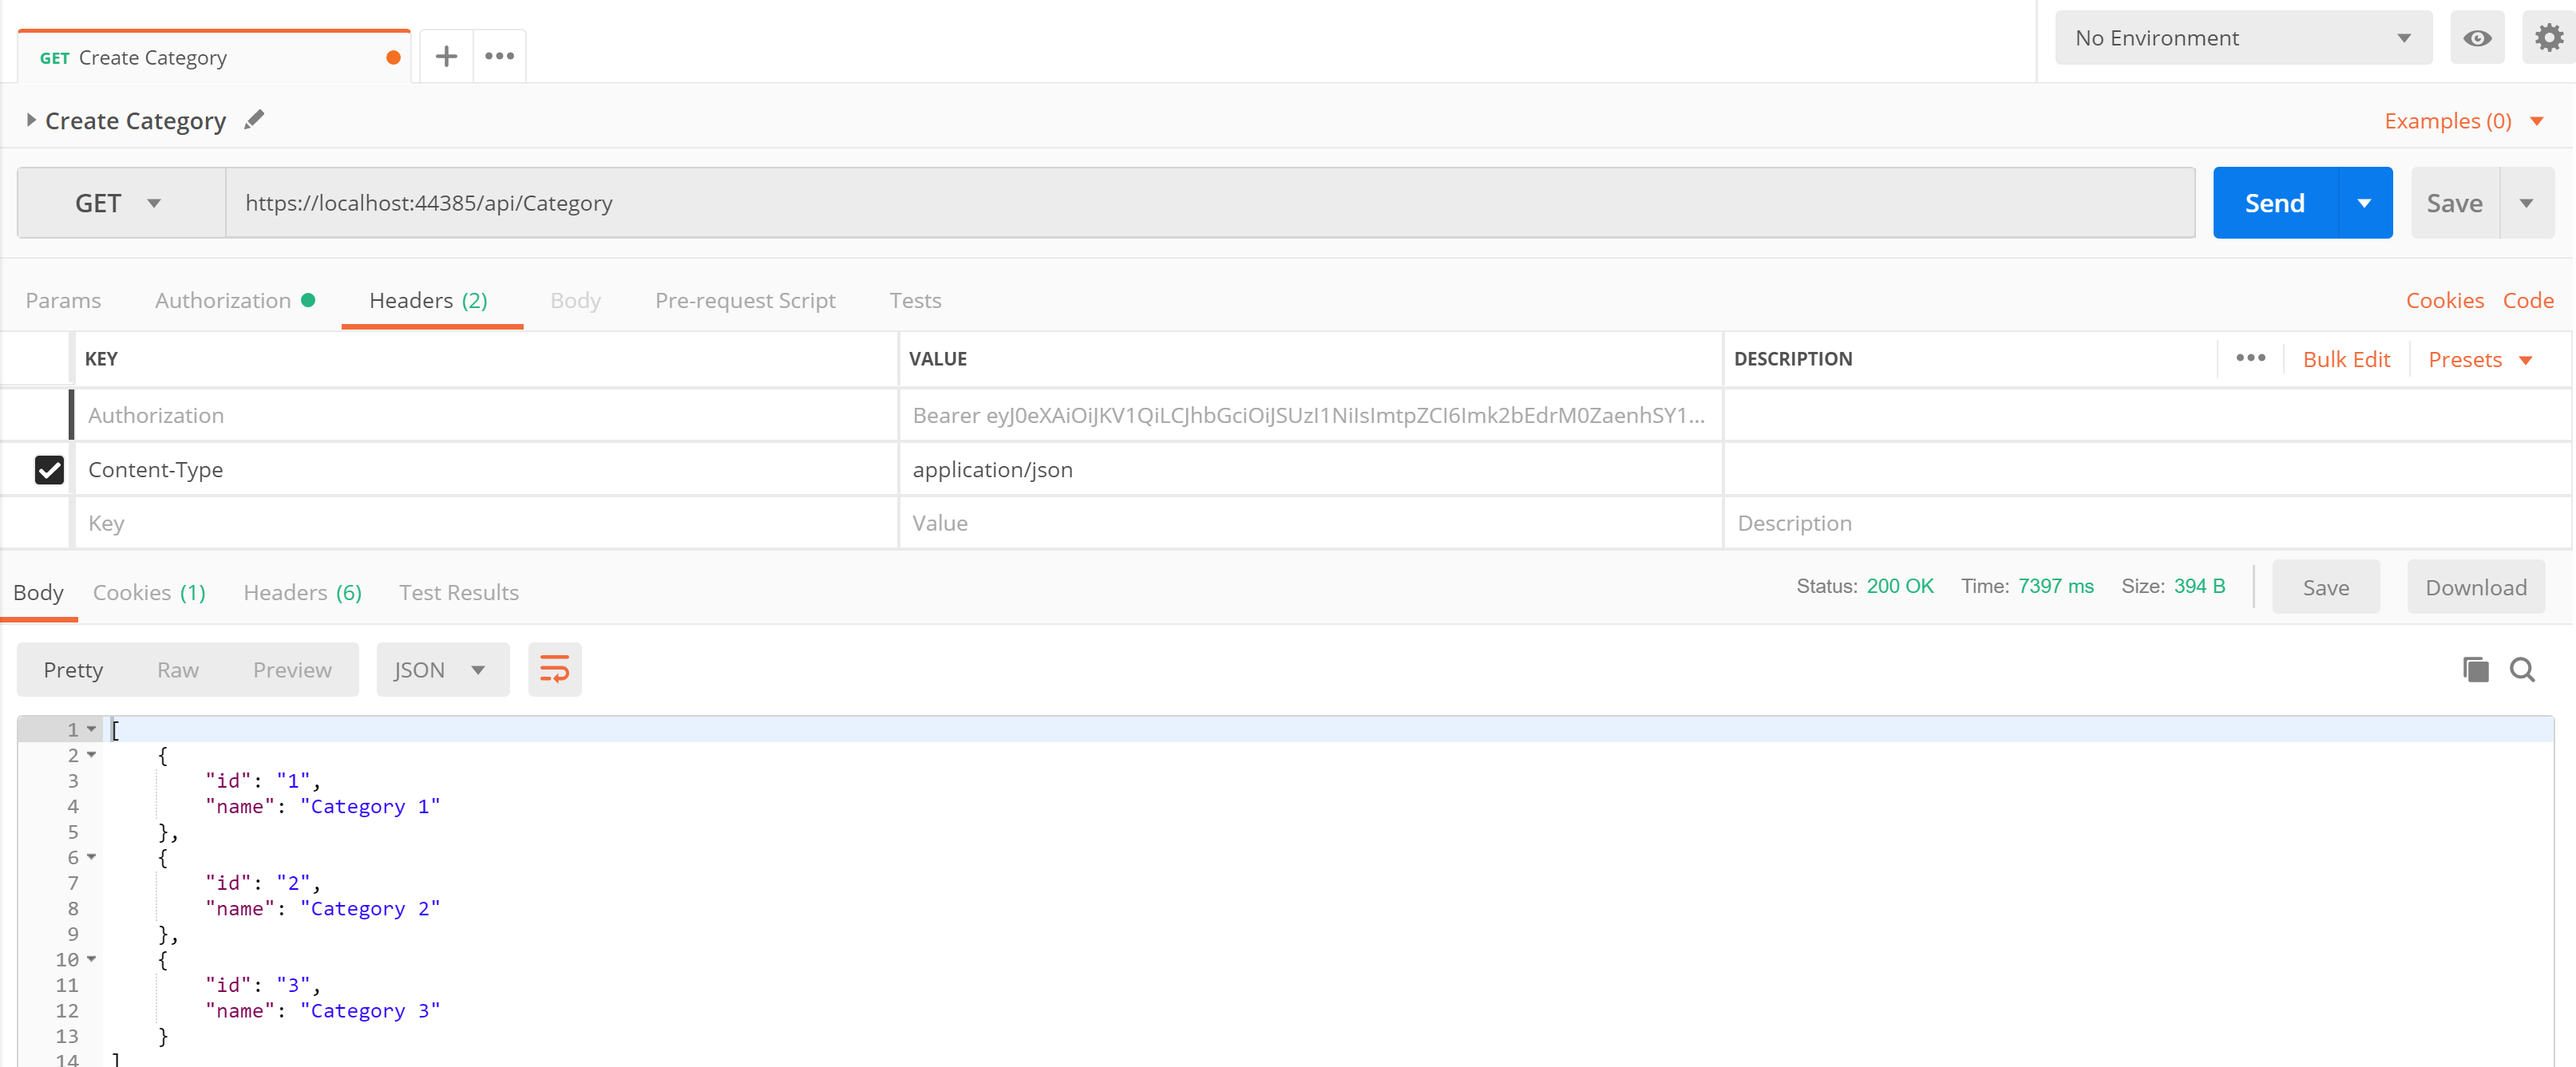 GET Create Category
No Environment
Create Category
Examples (0)
GET
https://localhost:44385/api/Category
Send
Save
Params
Authorization
Headers (2)
Body
Pre-request Script
Tests
Cookies
Code
KEY
VALUE
DESCRIPTION
Bulk Edit
Presets
Authorization
Bearer eyJ0eXAiOiJKV1QiLCJhbGciOiJSUzI1NiIsImtpZCI6Imk2bEdrM0ZaenhSY1...
Content-Type
application/json
Key
Value
Description
Body
Cookies (1)
Headers (6)
Test Results
Status: 200 OK
Time: 7397 ms
Size: 394 B
Save
Download
Pretty
Raw
Preview
JSON
1 [
2 {
3 "id": "1",
4 "name": "Category 1"
5 },
6 {
7 "id": "2",
8 "name": "Category 2"
9 },
10 {
11 "id": "3",
12 "name": "Category 3"
13 }
14 ]